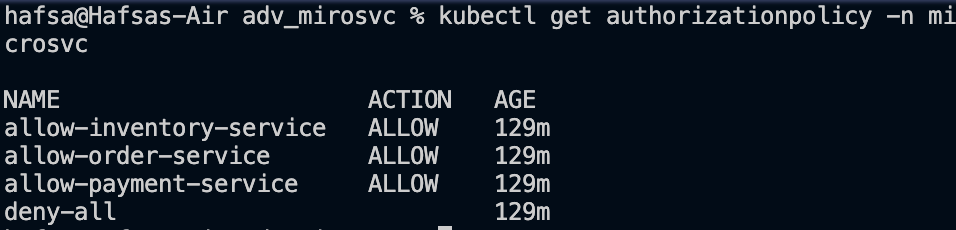 hafsa@Hafsas-Air adv_mirosvc % kubectl get authorizationpolicy -n mi
crosvc
NAME ACTION AGE
allow-inventory-service ALLOW 129m
allow-order-service ALLOW 129m
allow-payment-service ALLOW 129m
deny-all 129m